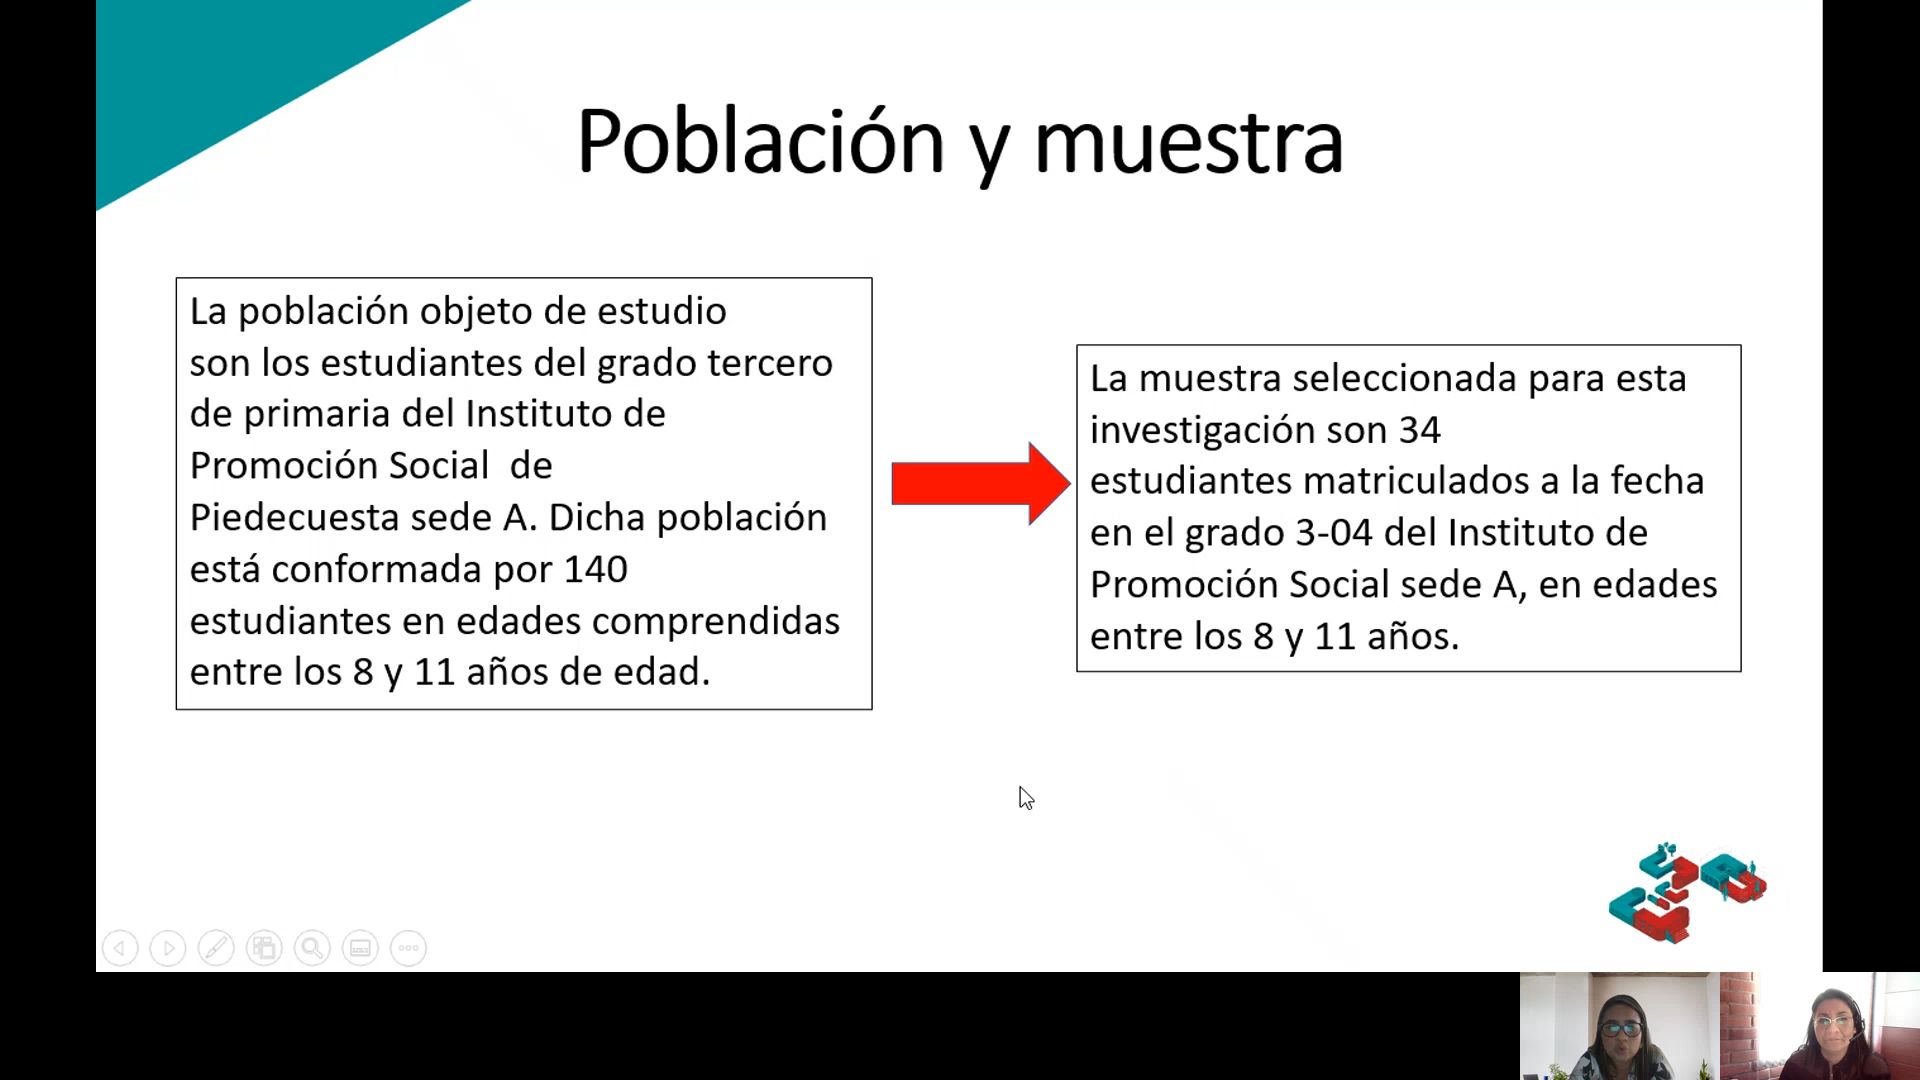 Población y muestra
La población objeto de estudio
son los estudiantes del grado tercero
de primaria del Instituto de
Promoción Social  de
Piedecuesta sede A. Dicha población
está conformada por 140
estudiantes en edades comprendidas
entre los 8 y 11 años de edad.
La muestra seleccionada para esta
investigación son 34
estudiantes matriculados a la fecha
en el grado 3-04 del Instituto de
Promoción Social sede A, en edades
entre los 8 y 11 años.